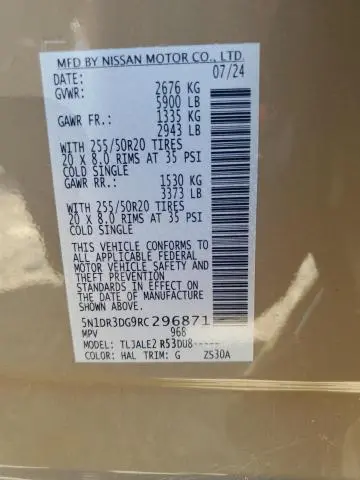 MFD BY NISSAN MOTOR CO., LTD.
DATE: 07/24
GVWR: 2676 KG
5900 LB
GAWR FR.: 1335 KG
2943 LB
WITH 255/50R20 TIRES
20 X 8.0 RIMS AT 35 PSI
COLD SINGLE
GAWR RR.: 1530 KG
3373 LB
WITH 255/50R20 TIRES
20 X 8.0 RIMS AT 35 PSI
COLD SINGLE
THIS VEHICLE CONFORMS TO
ALL APPLICABLE FEDERAL
MOTOR VEHICLE SAFETY AND
THEFT PREVENTION
STANDARDS IN EFFECT ON
THE DATE OF MANUFACTURE
SHOWN ABOVE.
5N1DR3DG9RC296871
MPV 968
MODEL: TLJALE2 R53DU8-----
COLOR: HAL TRIM: G ZS30A